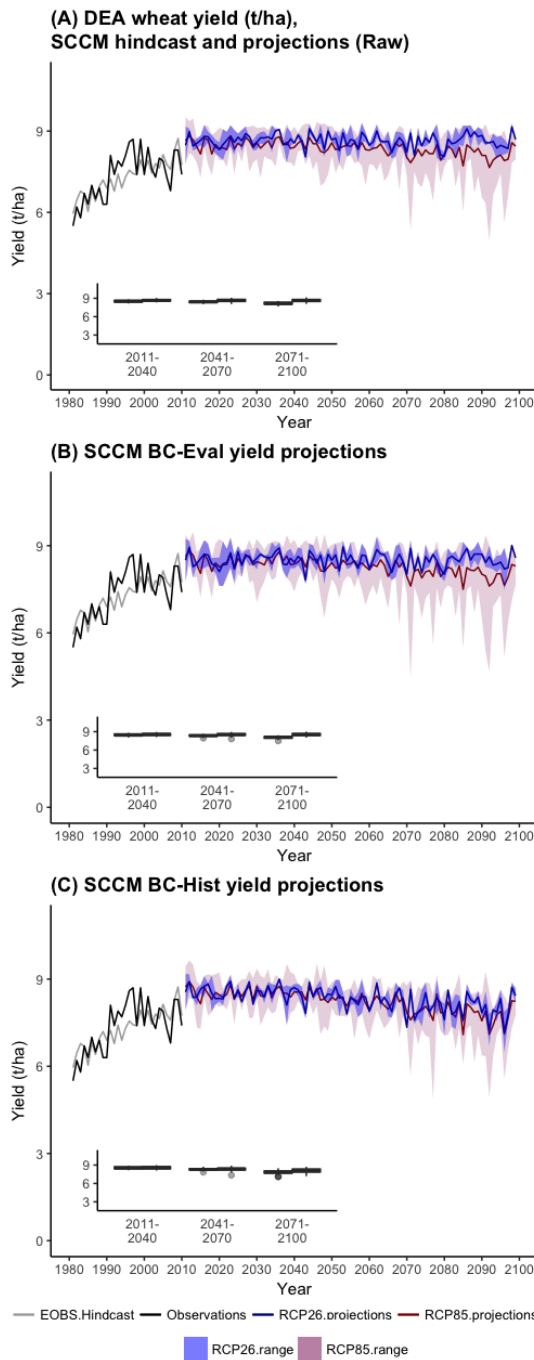 (A) DEA wheat yield (t/ha),
SCCM hindcast and projections (Raw)
9
6
3
0
Yield (t/ha)
9
6
3
2011-
2040
2041-
2070
2071-
2100
1980 1990 2000 2010 2020 2030 2040 2050 2060 2070 2080 2090 2100
Year
(B) SCCM BC-Eval yield projections
9
6
3
0
Yield (t/ha)
9
6
3
2011-
2040
2041-
2070
2071-
2100
1980 1990 2000 2010 2020 2030 2040 2050 2060 2070 2080 2090 2100
Year
(C) SCCM BC-Hist yield projections
9
6
3
0
Yield (t/ha)
9
6
3
2011-
2040
2041-
2070
2071-
2100
1980 1990 2000 2010 2020 2030 2040 2050 2060 2070 2080 2090 2100
Year
EOBS.Hindcast Observations RCP26.projections RCP85.projections
RCP26.range RCP85.range